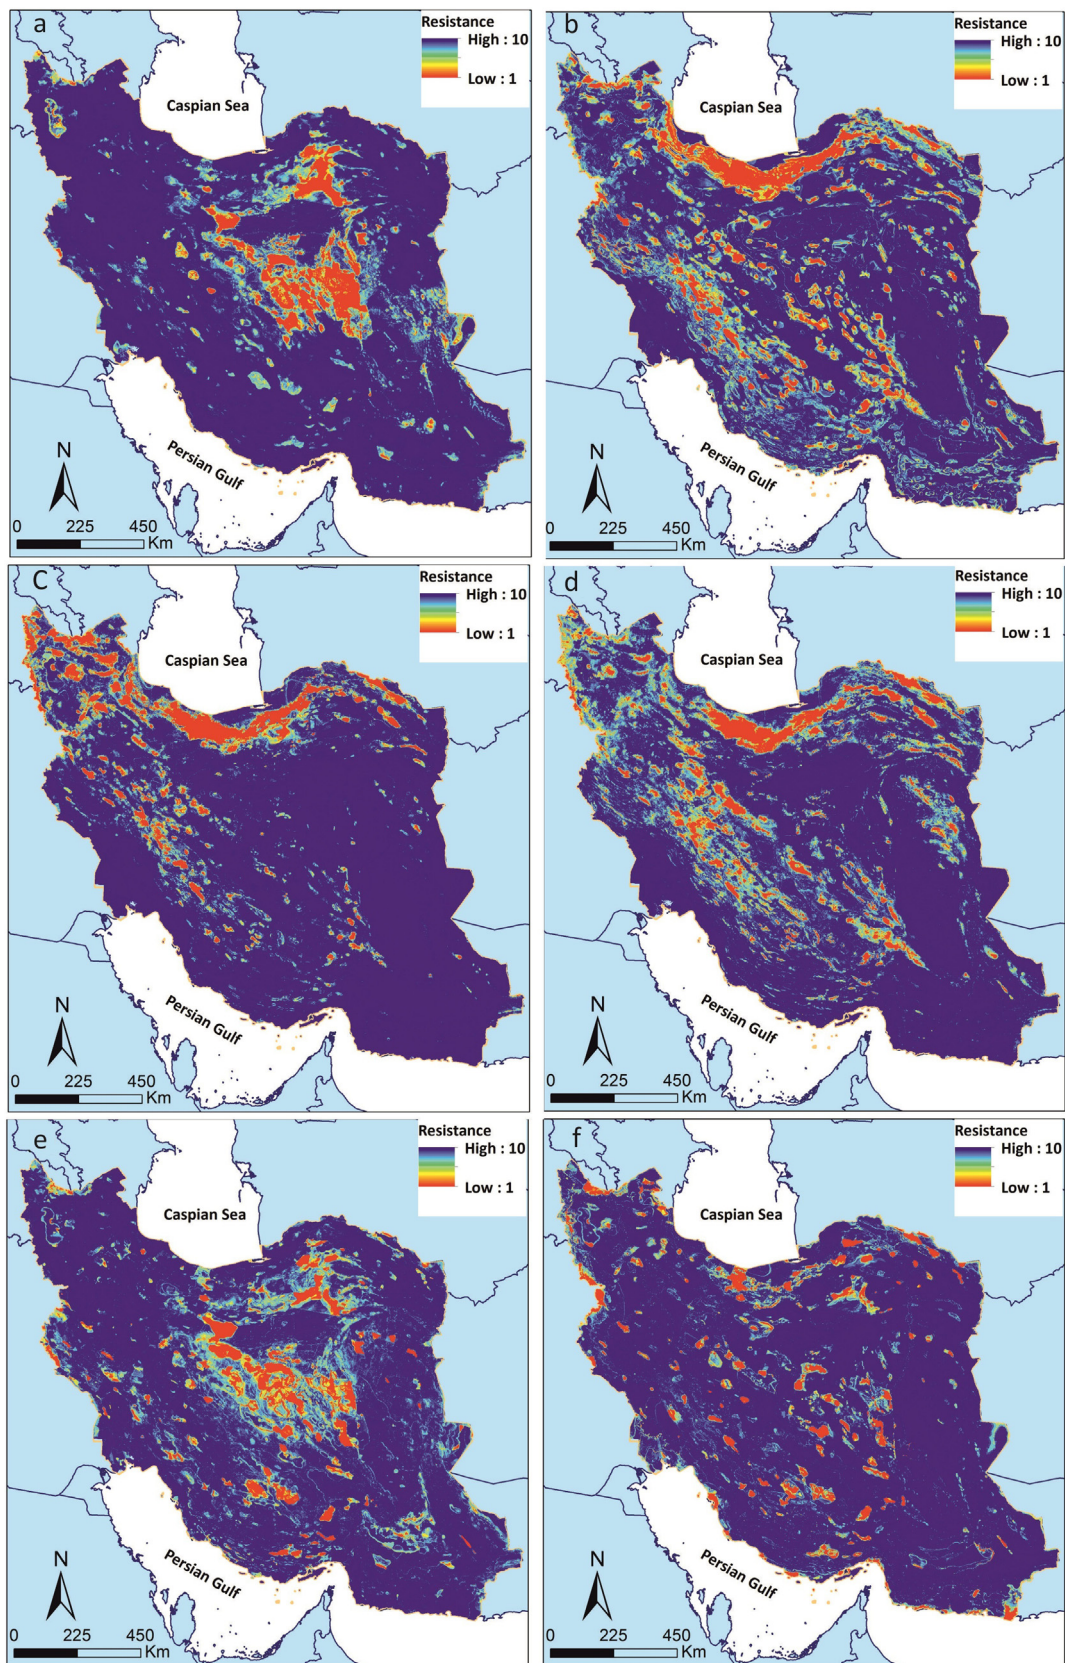 a
Resistance
High : 10
Low : 1
Caspian Sea
Persian Gulf
N
0 225 450
Km
b
Resistance
High : 10
Low : 1
Caspian Sea
Persian Gulf
N
0 225 450
Km
C
Resistance
High : 10
Low : 1
Caspian Sea
Persian Gulf
N
0 225 450
Km
d
Resistance
High : 10
Low : 1
Caspian Sea
Persian Gulf
N
0 225 450
Km
e
Resistance
High : 10
Low : 1
Caspian Sea
Persian Gulf
N
0 225 450
Km
f
Resistance
High : 10
Low : 1
Caspian Sea
Persian Gulf
N
0 225 450
Km